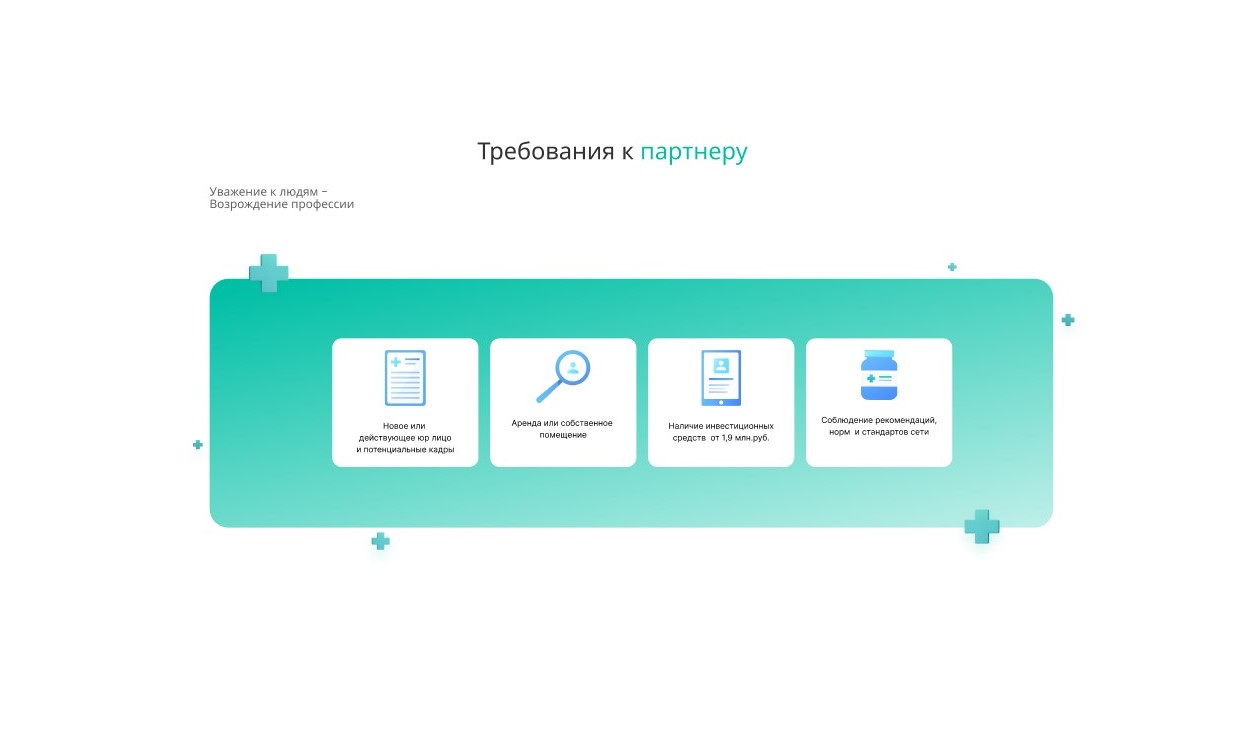 Требования к партнеру
Уважение к людям –
Возрождение профессии
Новое или
действующее юр лицо
и потенциальные кадры
Аренда или собственное
помещение
Наличие инвестиционных
средств от 1,9 млн.руб.
Соблюдение рекомендаций,
норм и стандартов сети